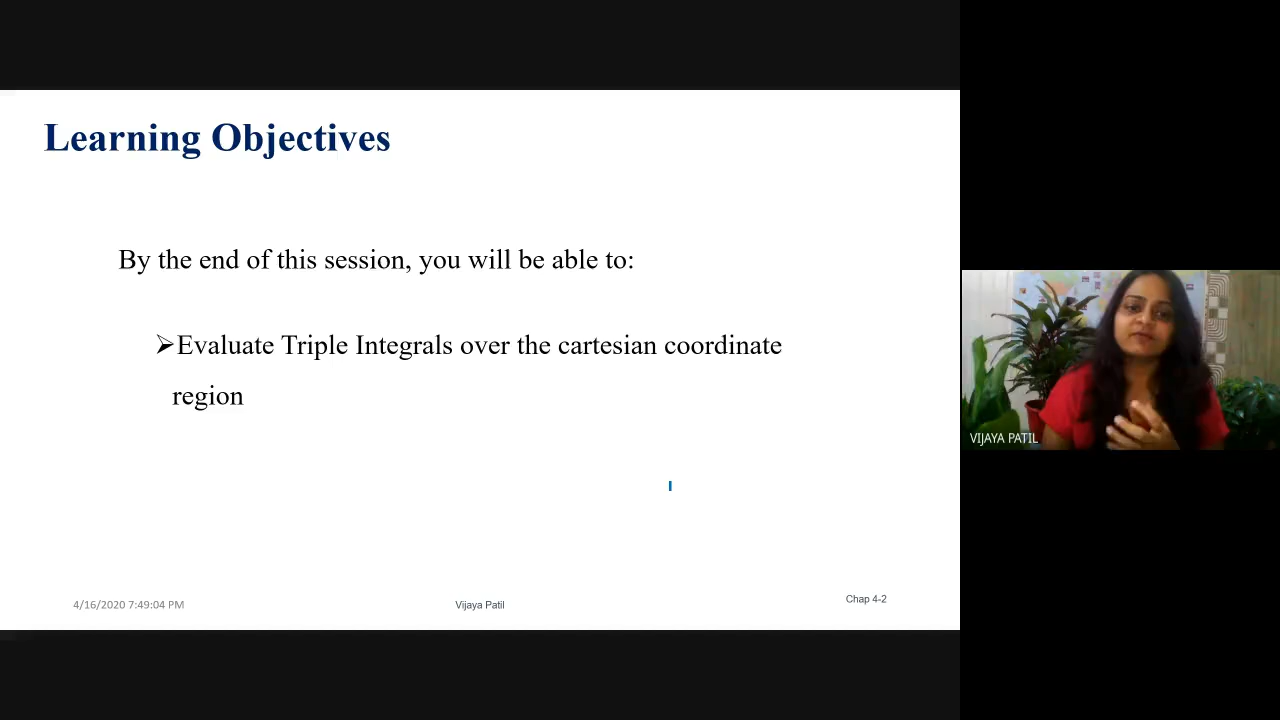 Learning Objectives
By the end of this session, you will be able to:
➢Evaluate Triple Integrals over the cartesian coordinate
region
VIJAYA PATIL
4/16/2020 7:49:04 PM
Vijaya Patil
Chap 4-2